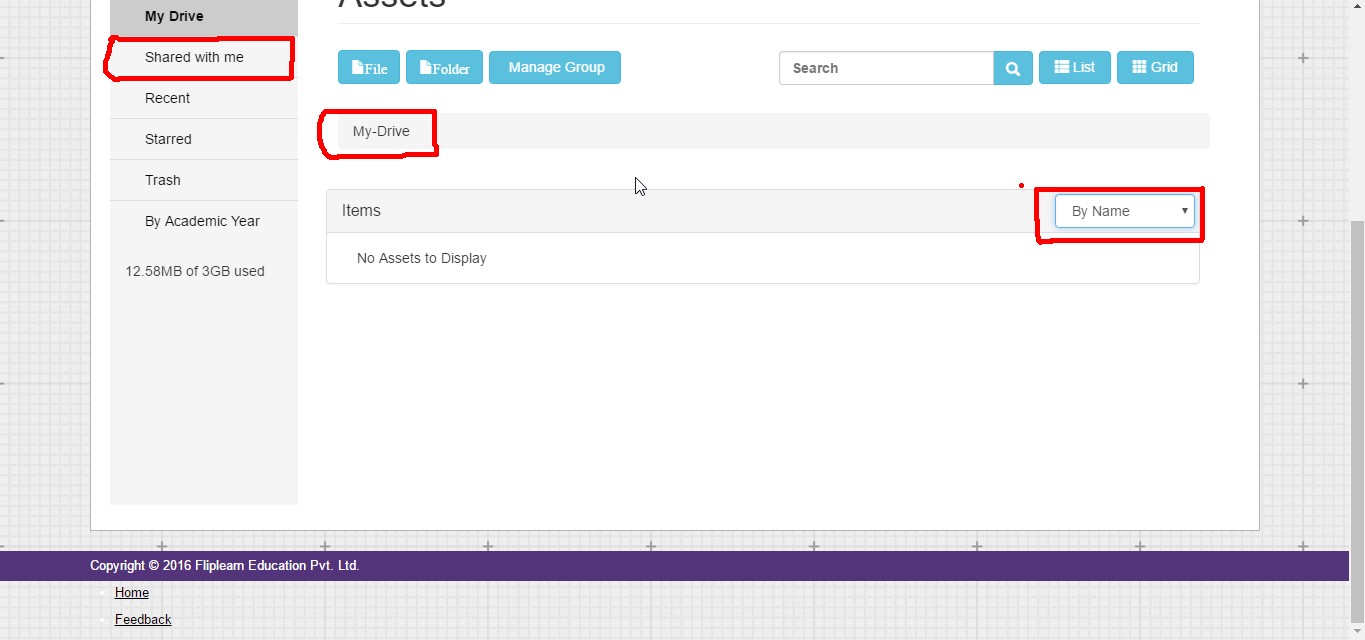 Assets
My Drive
Shared with me
Recent
Starred
Trash
By Academic Year
12.58MB of 3GB used
File Folder Manage Group Search List Grid
My-Drive
Items By Name
No Assets to Display
Copyright © 2016 Fliplearn Education Pvt. Ltd.
Home
Feedback